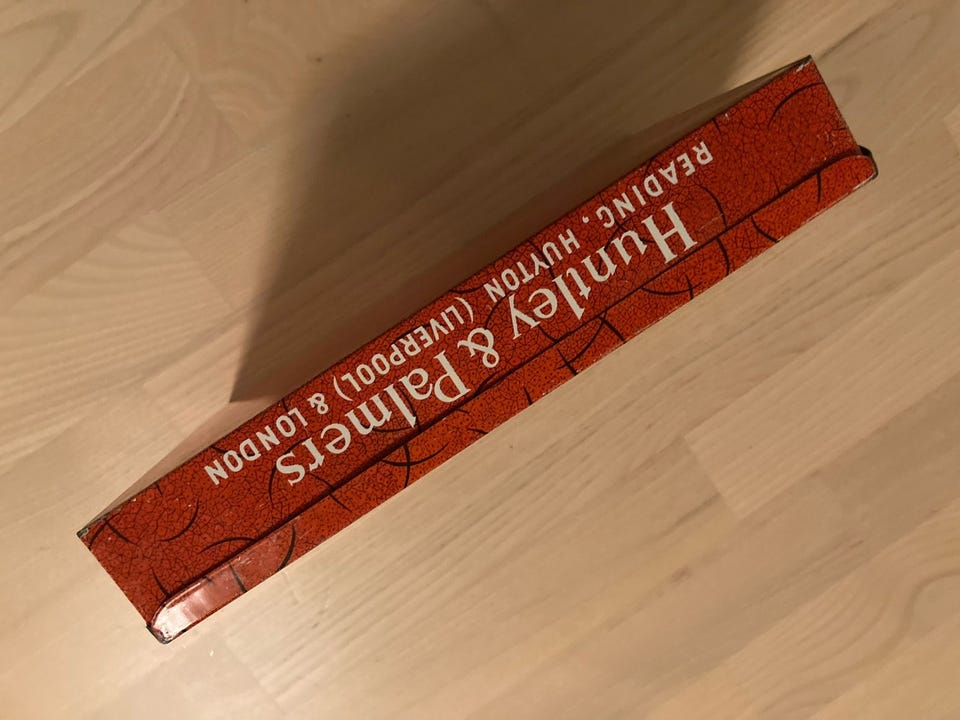 Huntley & Palmers
READING, HUYTON (LIVERPOOL) & LONDON